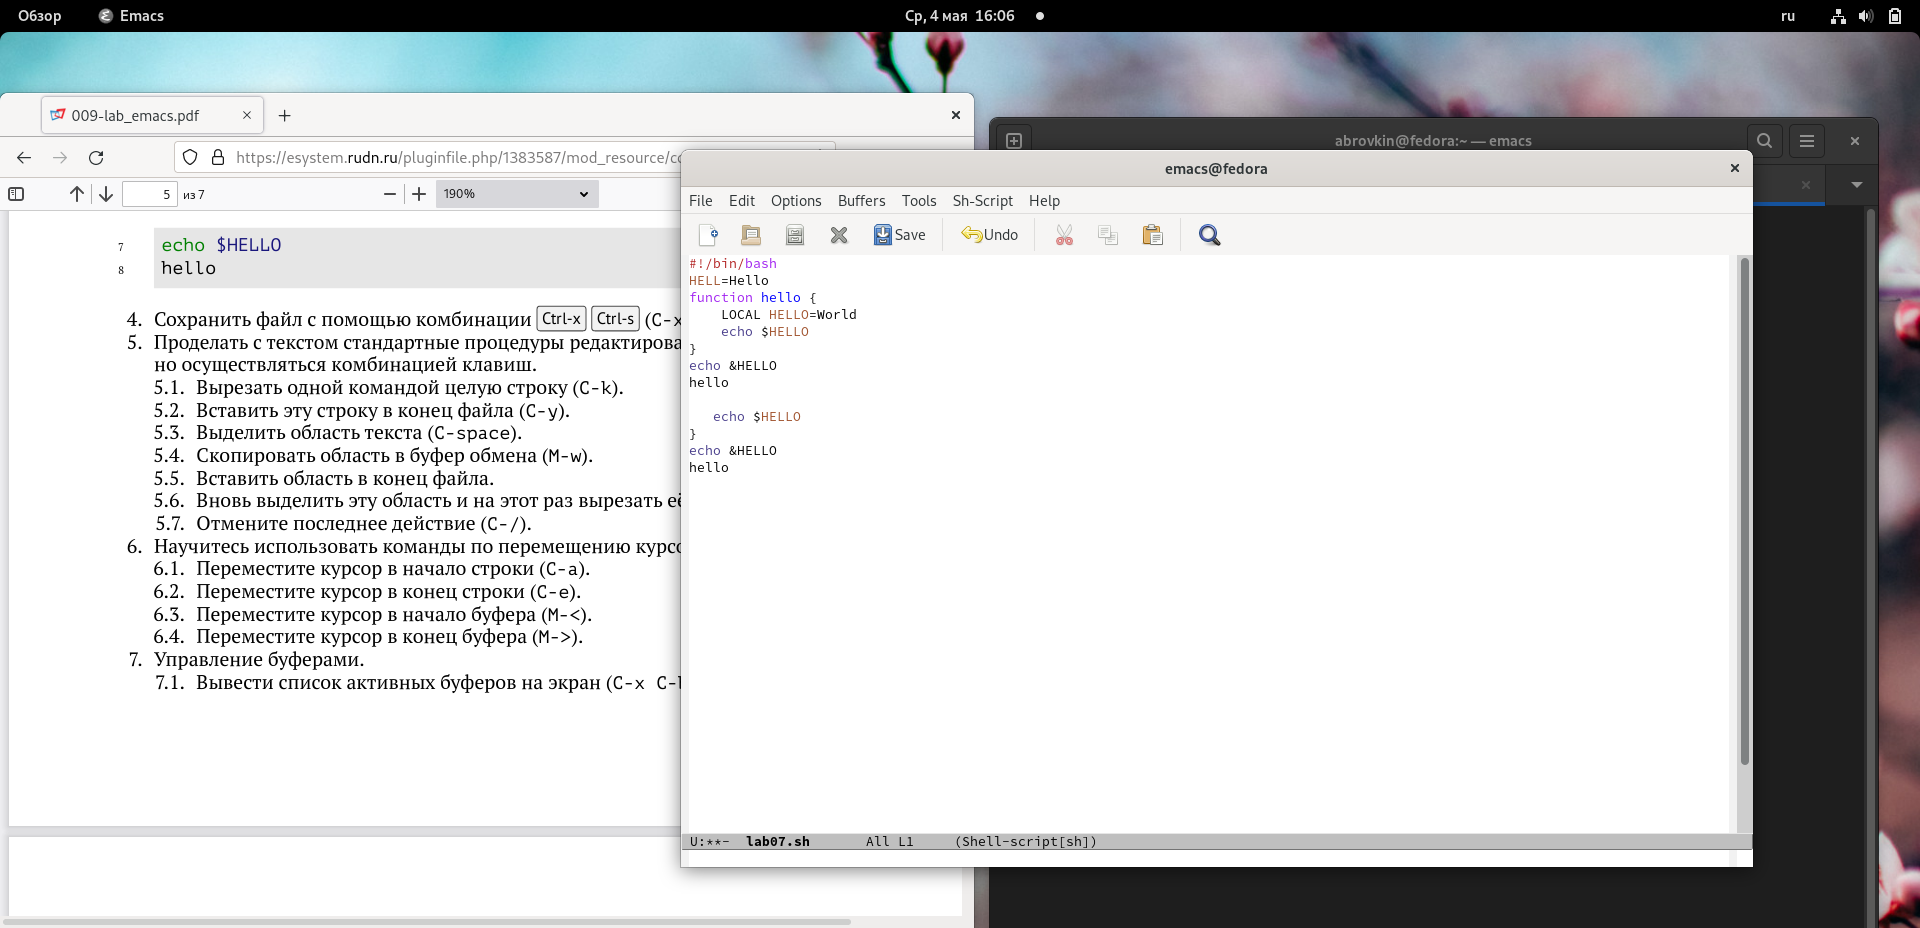 Обзор
Emacs
Ср, 4 мая 16:06
ru
009-lab_emacs.pdf
https://esystem.rudn.ru/pluginfile.php/1383587/mod_resource/co
5
из 7
190%
7 echo $HELLO
8 hello
4. Сохранить файл с помощью комбинации Ctrl-x Ctrl-s (C-x
5. Проделать с текстом стандартные процедуры редактирова
но осуществляться комбинацией клавиш.
5.1. Вырезать одной командой целую строку (C-k).
5.2. Вставить эту строку в конец файла (C-y).
5.3. Выделить область текста (C-space).
5.4. Скопировать область в буфер обмена (M-w).
5.5. Вставить область в конец файла.
5.6. Вновь выделить эту область и на этот раз вырезать её
5.7. Отмените последнее действие (C-/).
6. Научитесь использовать команды по перемещению курсо
6.1. Переместите курсор в начало строки (C-a).
6.2. Переместите курсор в конец строки (C-e).
6.3. Переместите курсор в начало буфера (M-<).
6.4. Переместите курсор в конец буфера (M->).
7. Управление буферами.
7.1. Вывести список активных буферов на экран (C-x C-b
abrovkin@fedora:~ — emacs
emacs@fedora
File Edit Options Buffers Tools Sh-Script Help
Save Undo
#!/bin/bash
HELL=Hello
function hello {
    LOCAL HELLO=World
    echo $HELLO
}
echo &HELLO
hello

   echo $HELLO
}
echo &HELLO
hello
U:**-  lab07.sh       All L1     (Shell-script[sh])